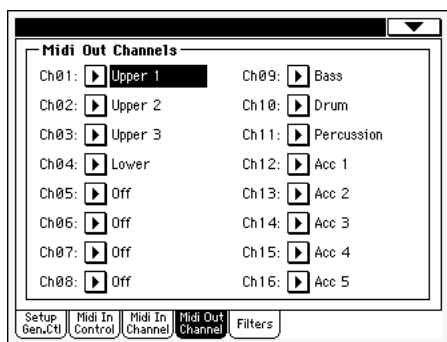 Midi Out Channels
Ch01: Upper 1
Ch02: Upper 2
Ch03: Upper 3
Ch04: Lower
Ch05: Off
Ch06: Off
Ch07: Off
Ch08: Off
Ch09: Bass
Ch10: Drum
Ch11: Percussion
Ch12: Acc 1
Ch13: Acc 2
Ch14: Acc 3
Ch15: Acc 4
Ch16: Acc 5
Setup Gen.Ctl
Midi In Control
Midi In Channel
Midi Out Channel
Filters